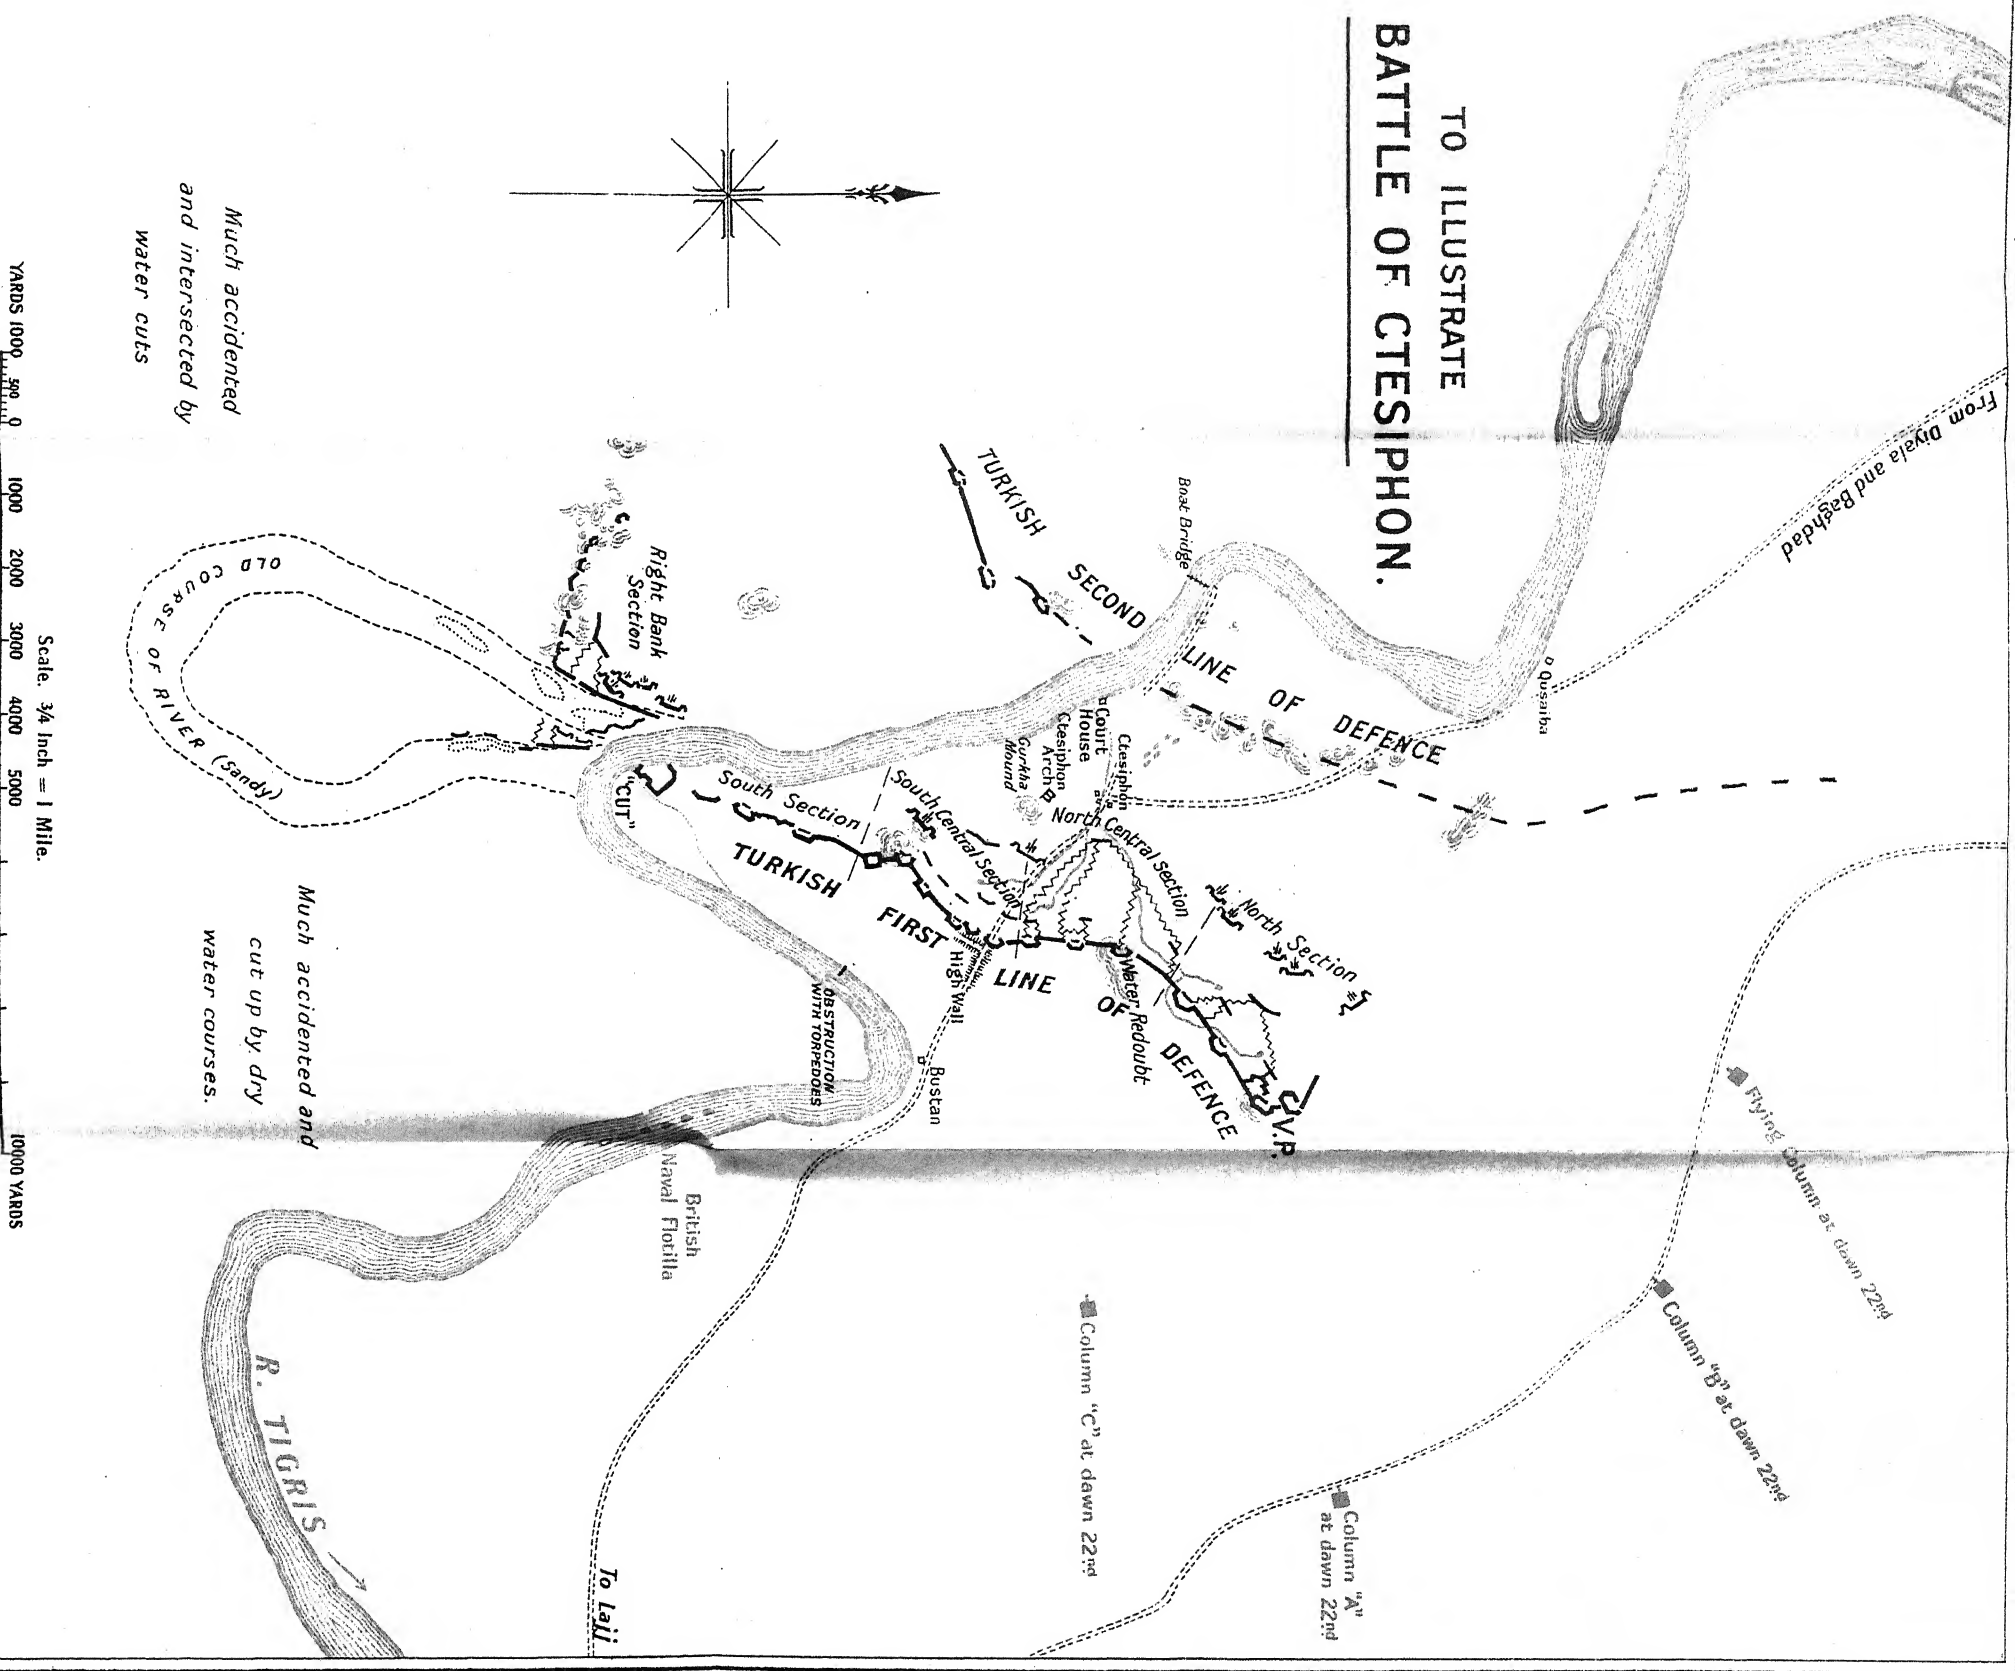 TO ILLUSTRATE
BATTLE OF CTESIPHON.
From Diyala and Baghdad
Qusaiba
Boat Bridge
TURKISH SECOND LINE OF DEFENCE
Court
House
Ctesiphon
Ctesiphon
Arch
Gurkha
Mound
North Section
North Central Section
South Central Section
South Section
"CUT"
Right Bank
Section
TURKISH FIRST LINE OF DEFENCE
V.P.
Water Redoubt
High Wall
Bustan
OBSTRUCTION
WITH TORPEDOES
British
Naval Flotilla
Flying Column at dawn 22nd
Column "B" at dawn 22nd
Column "A"
at dawn 22nd
Column "C" at dawn 22nd
To Lajj
R. TIGRIS
OLD COURSE OF RIVER (Sandy)
Much accidented
and intersected by
water cuts
Much accidented and
cut up by dry
water courses.
Scale. 3/4 Inch = 1 Mile.
YARDS 1000 500 0 1000 2000 3000 4000 5000 10000 YARDS